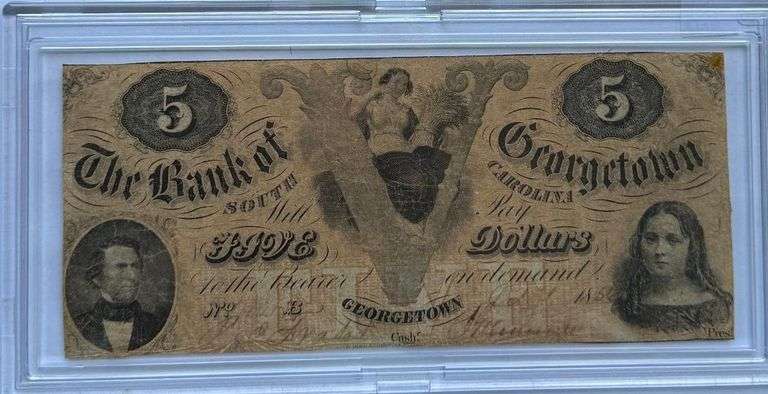 5 5
The Bank of Georgetown
SOUTH CAROLINA
Will Pay
FIVE Dollars
to the Bearer on demand
No B 185
GEORGETOWN
Cash. Pres.